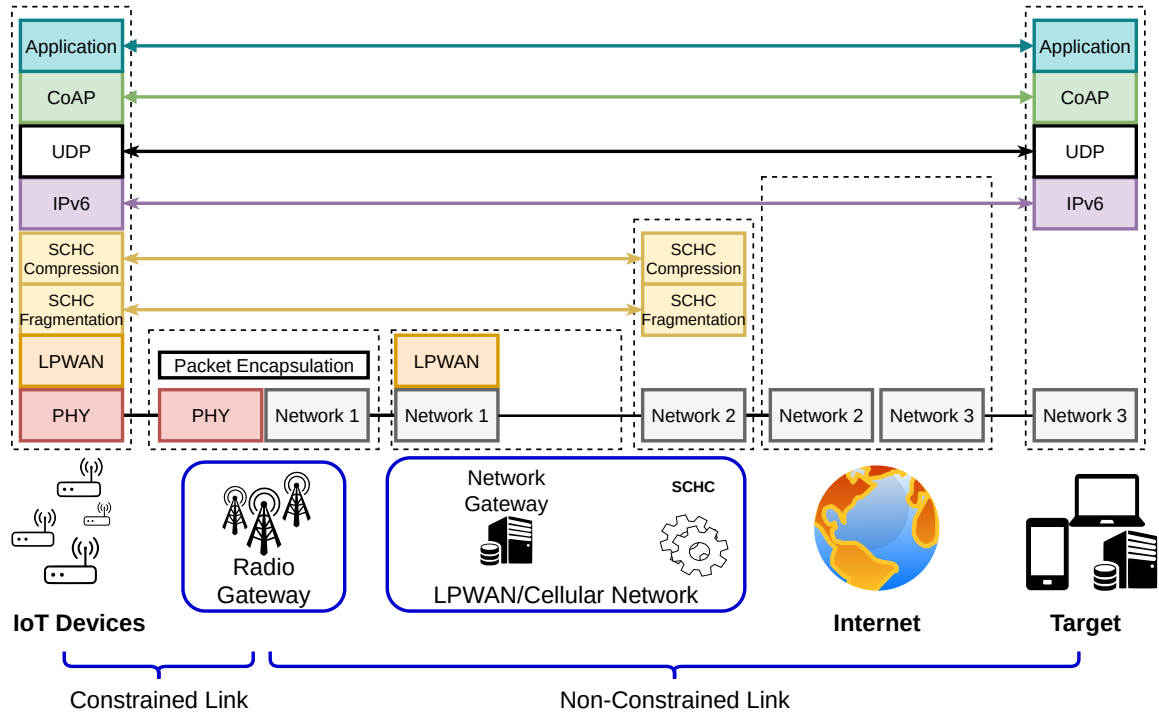 Application
Application
CoAP
CoAP
UDP
UDP
IPv6
IPv6
SCHC
Compression
SCHC
Compression
SCHC
Fragmentation
SCHC
Fragmentation
LPWAN
Packet Encapsulation
LPWAN
PHY
PHY
Network 1
Network 1
Network 2
Network 2
Network 3
Network 3
Radio
Gateway
Network
Gateway
SCHC
LPWAN/Cellular Network
IoT Devices
Internet
Target
Constrained Link
Non-Constrained Link